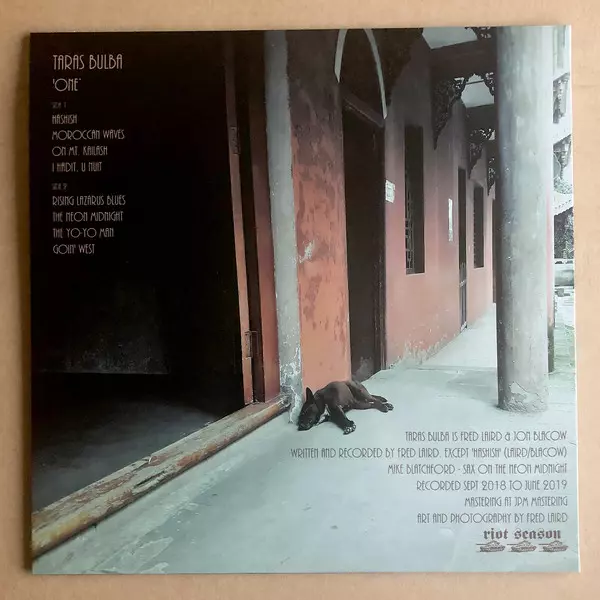 TARAS BULBA
'ONE'
SIDE 1
HASHISH
MOROCCAN WAVES
ON MT. KAILASH
I HADIT, U NUIT
SIDE 2
RISING LAZARUS BLUES
THE NEON MIDNIGHT
THE YO-YO MAN
GOIN' WEST
TARAS BULBA IS FRED LAIRD & JON BLACOW
WRITTEN AND RECORDED BY FRED LAIRD, EXCEPT 'HASHISH' (LAIRD/BLACOW)
MIKE BLATCHFORD - SAX ON THE NEON MIDNIGHT
RECORDED SEPT 2018 TO JUNE 2019
MASTERING AT JPM MASTERING
ART AND PHOTOGRAPHY BY FRED LAIRD
riot season